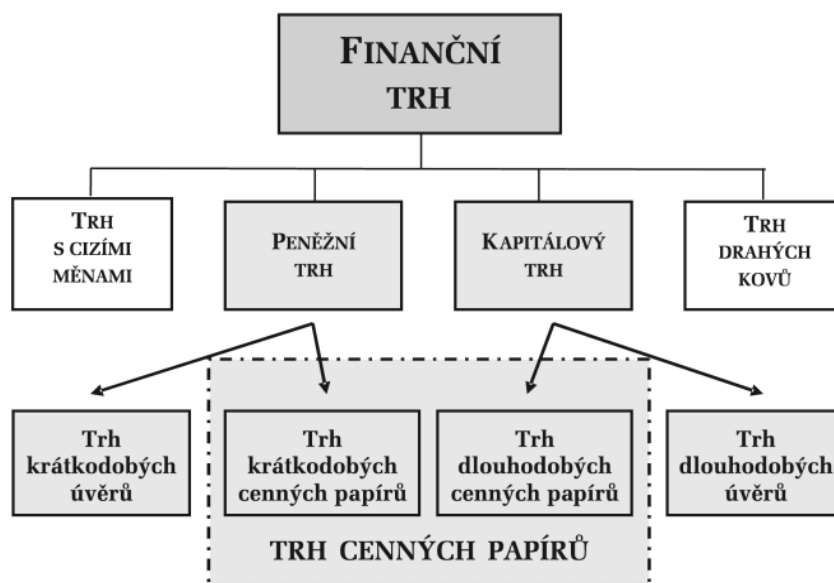 FINANČNÍ
TRH
TRH
S CIZÍMI
MĚNAMI
PENĚŽNÍ
TRH
KAPITÁLOVÝ
TRH
TRH
DRAHÝCH
KOVŮ
Trh
krátkodobých
úvěrů
Trh
krátkodobých
cenných papírů
Trh
dlouhodobých
cenných papírů
Trh
dlouhodobých
úvěrů
TRH CENNÝCH PAPÍRŮ